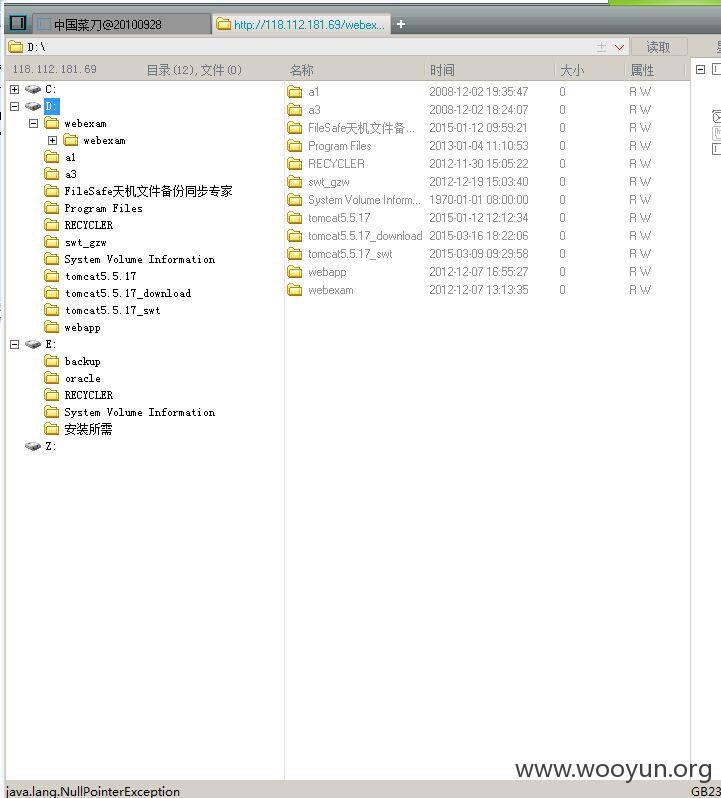 中国菜刀@20100928 http://118.112.181.69/webex... +
D:\ 读取
118.112.181.69 目录(12),文件(0) 名称 时间 大小 属性
C:
D:
webexam
webexam
a1
a3
FileSafe天机文件备份同步专家
Program Files
RECYCLER
swt_gzw
System Volume Information
tomcat5.5.17
tomcat5.5.17_download
tomcat5.5.17_swt
webapp
E:
backup
oracle
RECYCLER
System Volume Information
安装所需
Z:
a1 2008-12-02 19:35:47 0 R W
a3 2008-12-02 18:24:07 0 R W
FileSafe天机文件备... 2015-01-12 09:59:21 0 R W
Program Files 2013-01-04 11:10:53 0 R W
RECYCLER 2012-11-30 15:05:22 0 R W
swt_gzw 2012-12-19 15:03:40 0 R W
System Volume Inform... 1970-01-01 08:00:00 0 R W
tomcat5.5.17 2015-01-12 12:12:34 0 R W
tomcat5.5.17_download 2015-03-16 18:22:06 0 R W
tomcat5.5.17_swt 2015-03-09 09:29:58 0 R W
webapp 2012-12-07 16:55:27 0 R W
webexam 2012-12-07 13:13:35 0 R W
www.wooyun.org
java.lang.NullPointerException GB23